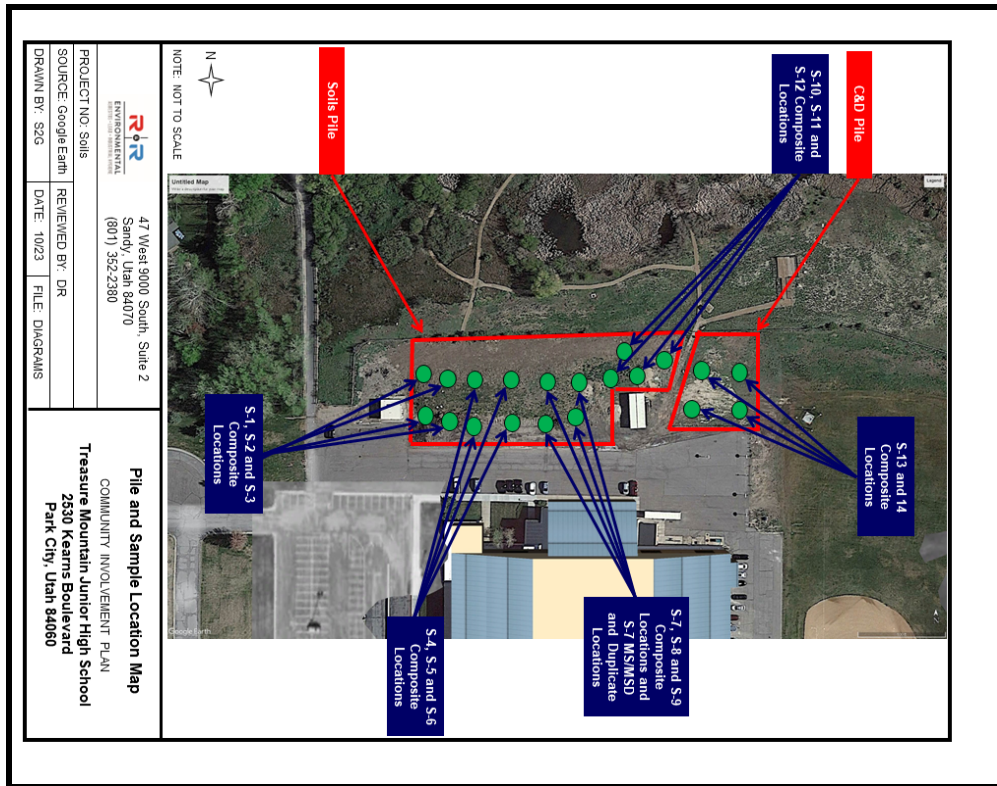 C&D Pile
S-10, S-11 and
S-12 Composite
Locations
Soils Pile
S-13 and 14
Composite
Locations
S-7, S-8 and S-9
Composite
Locations and
S-7 MS/MSD
and Duplicate
Locations
S-4, S-5 and S-6
Composite
Locations
S-1, S-2 and S-3
Composite
Locations
Legend
Untitled Map
Google Earth
N
NOTE: NOT TO SCALE
R&R
ENVIRONMENTAL
47 West 9000 South, Suite 2
Sandy, Utah 84070
(801) 352-2380
PROJECT NO: Soils
SOURCE: Google Earth
REVIEWED BY: DR
DRAWN BY: S2G
DATE: 10/23
FILE: DIAGRAMS
Pile and Sample Location Map
COMMUNITY INVOLVEMENT PLAN
Treasure Mountain Junior High School
2530 Kearns Boulevard
Park City, Utah 84060